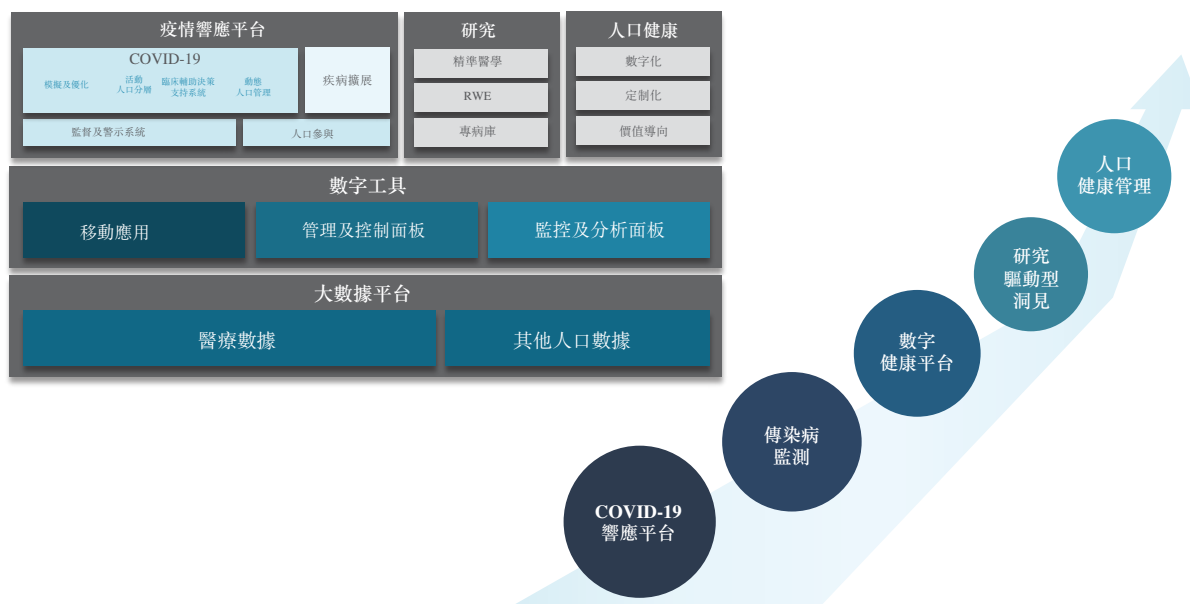 疫情響應平台
COVID-19
模擬及優化
活動
人口分層
臨床輔助決策
支持系統
動態
人口管理
疾病擴展
監督及警示系統
人口參與
研究
精準醫學
RWE
專病庫
人口健康
數字化
定制化
價值導向
數字工具
移動應用
管理及控制面板
監控及分析面板
大數據平台
醫療數據
其他人口數據
人口
健康管理
研究
驅動型
洞見
數字
健康平台
傳染病
監測
COVID-19
響應平台